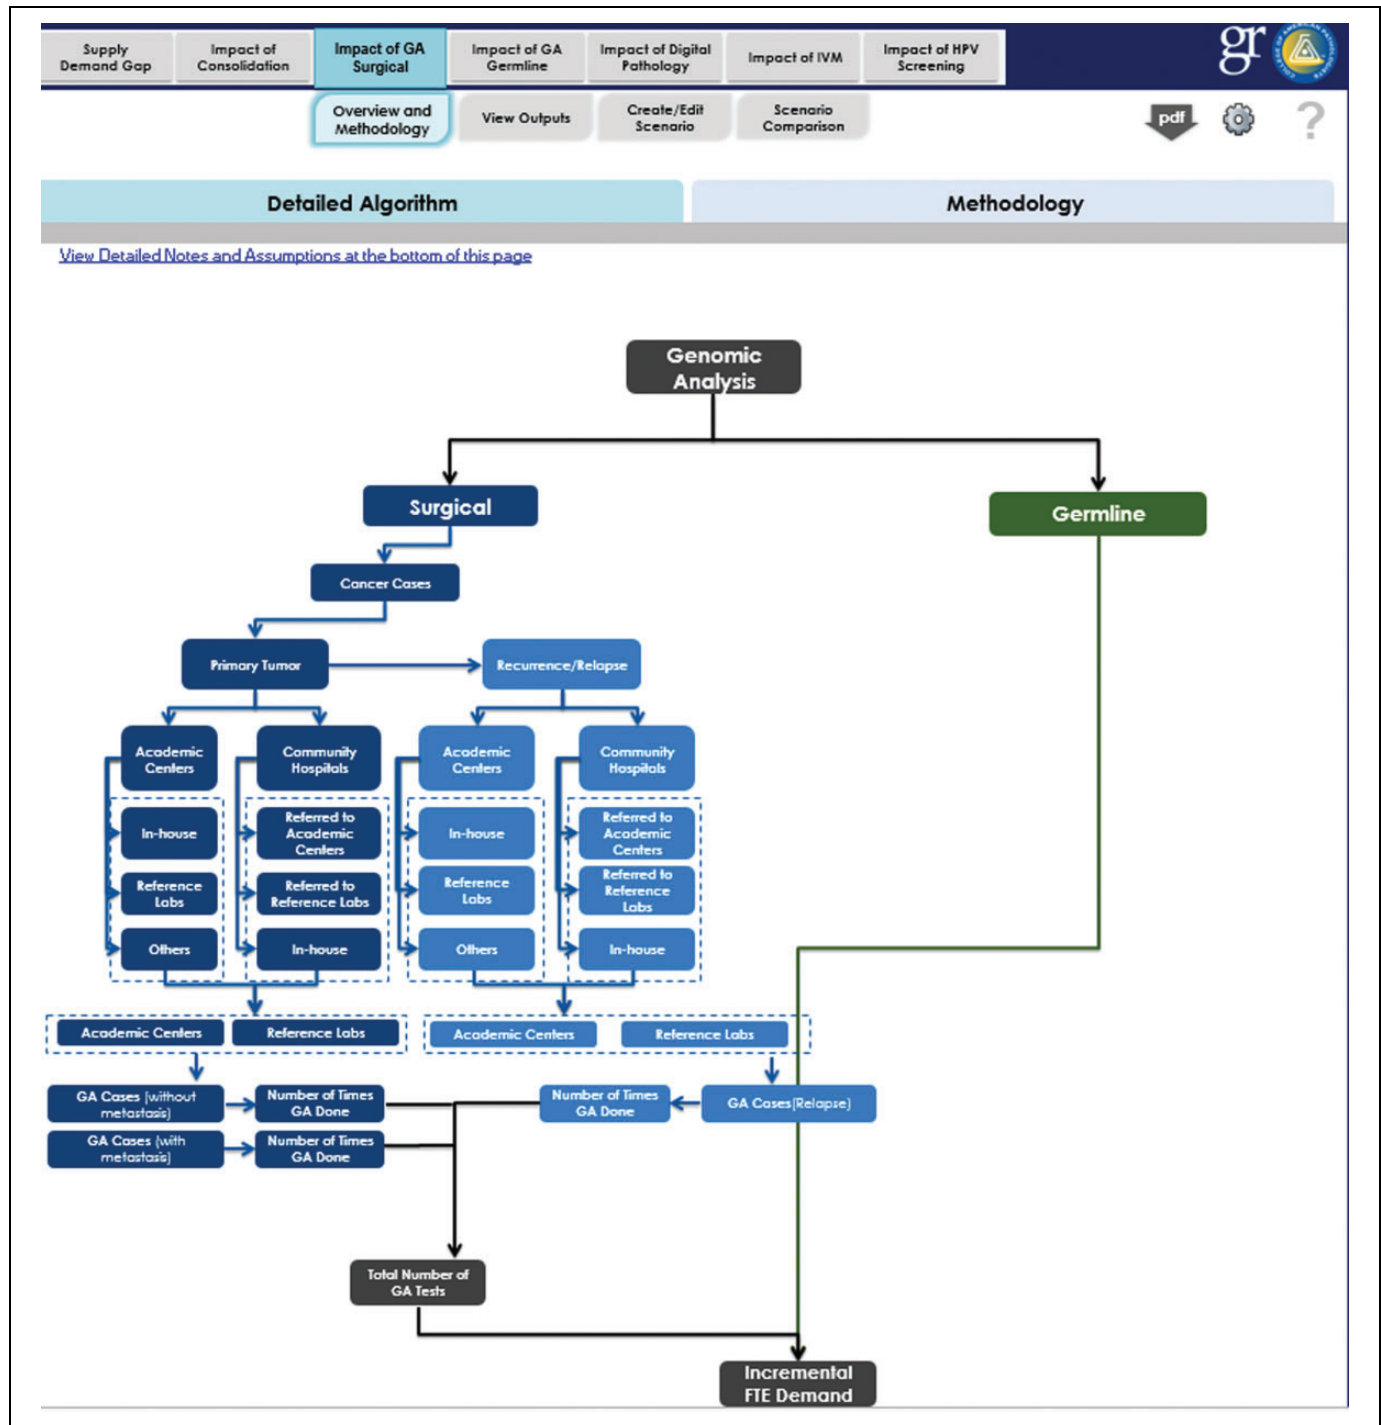 Supply
Demand Gap
Impact of
Consolidation
Impact of GA
Surgical
Impact of GA
Germline
Impact of Digital
Pathology
Impact of IVM
Impact of HPV
Screening
gr
COLLEGE OF AMERICAN PATHOLOGISTS
Overview and
Methodology
View Outputs
Create/Edit
Scenario
Scenario
Comparison
pdf
?
Detailed Algorithm
Methodology
View Detailed Notes and Assumptions at the bottom of this page
Genomic
Analysis
Surgical
Germline
Cancer Cases
Primary Tumor
Recurrence/Relapse
Academic
Centers
Community
Hospitals
Academic
Centers
Community
Hospitals
In-house
Referred to
Academic
Centers
In-house
Referred to
Academic
Centers
Reference
Labs
Referred to
Reference Labs
Reference
Labs
Referred to
Reference
Labs
Others
In-house
Others
In-house
Academic Centers
Reference Labs
Academic Centers
Reference Labs
GA Cases (without
metastasis)
Number of Times
GA Done
Number of Times
GA Done
GA Cases(Relapse)
GA Cases (with
metastasis)
Number of Times
GA Done
Total Number of
GA Tests
Incremental
FTE Demand